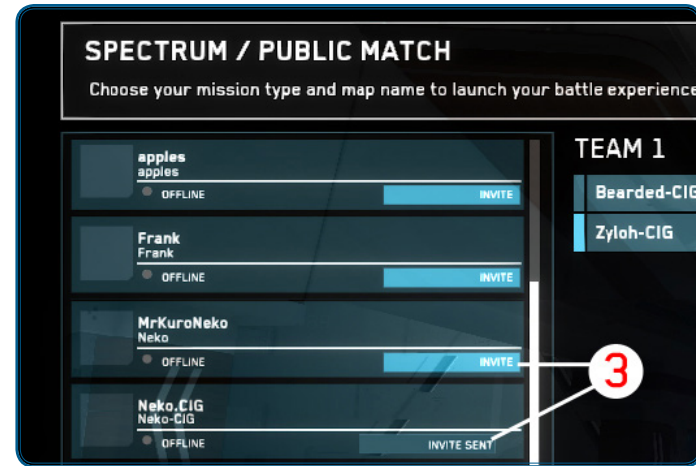 SPECTRUM / PUBLIC MATCH
Choose your mission type and map name to launch your battle experience
apples
apples
OFFLINE INVITE
Frank
Frank
OFFLINE INVITE
MrKuroNeko
Neko
OFFLINE INVITE
Neko.CIG
Neko-CIG
OFFLINE INVITE SENT
TEAM 1
Bearded-CIG
Zyloh-CIG
3